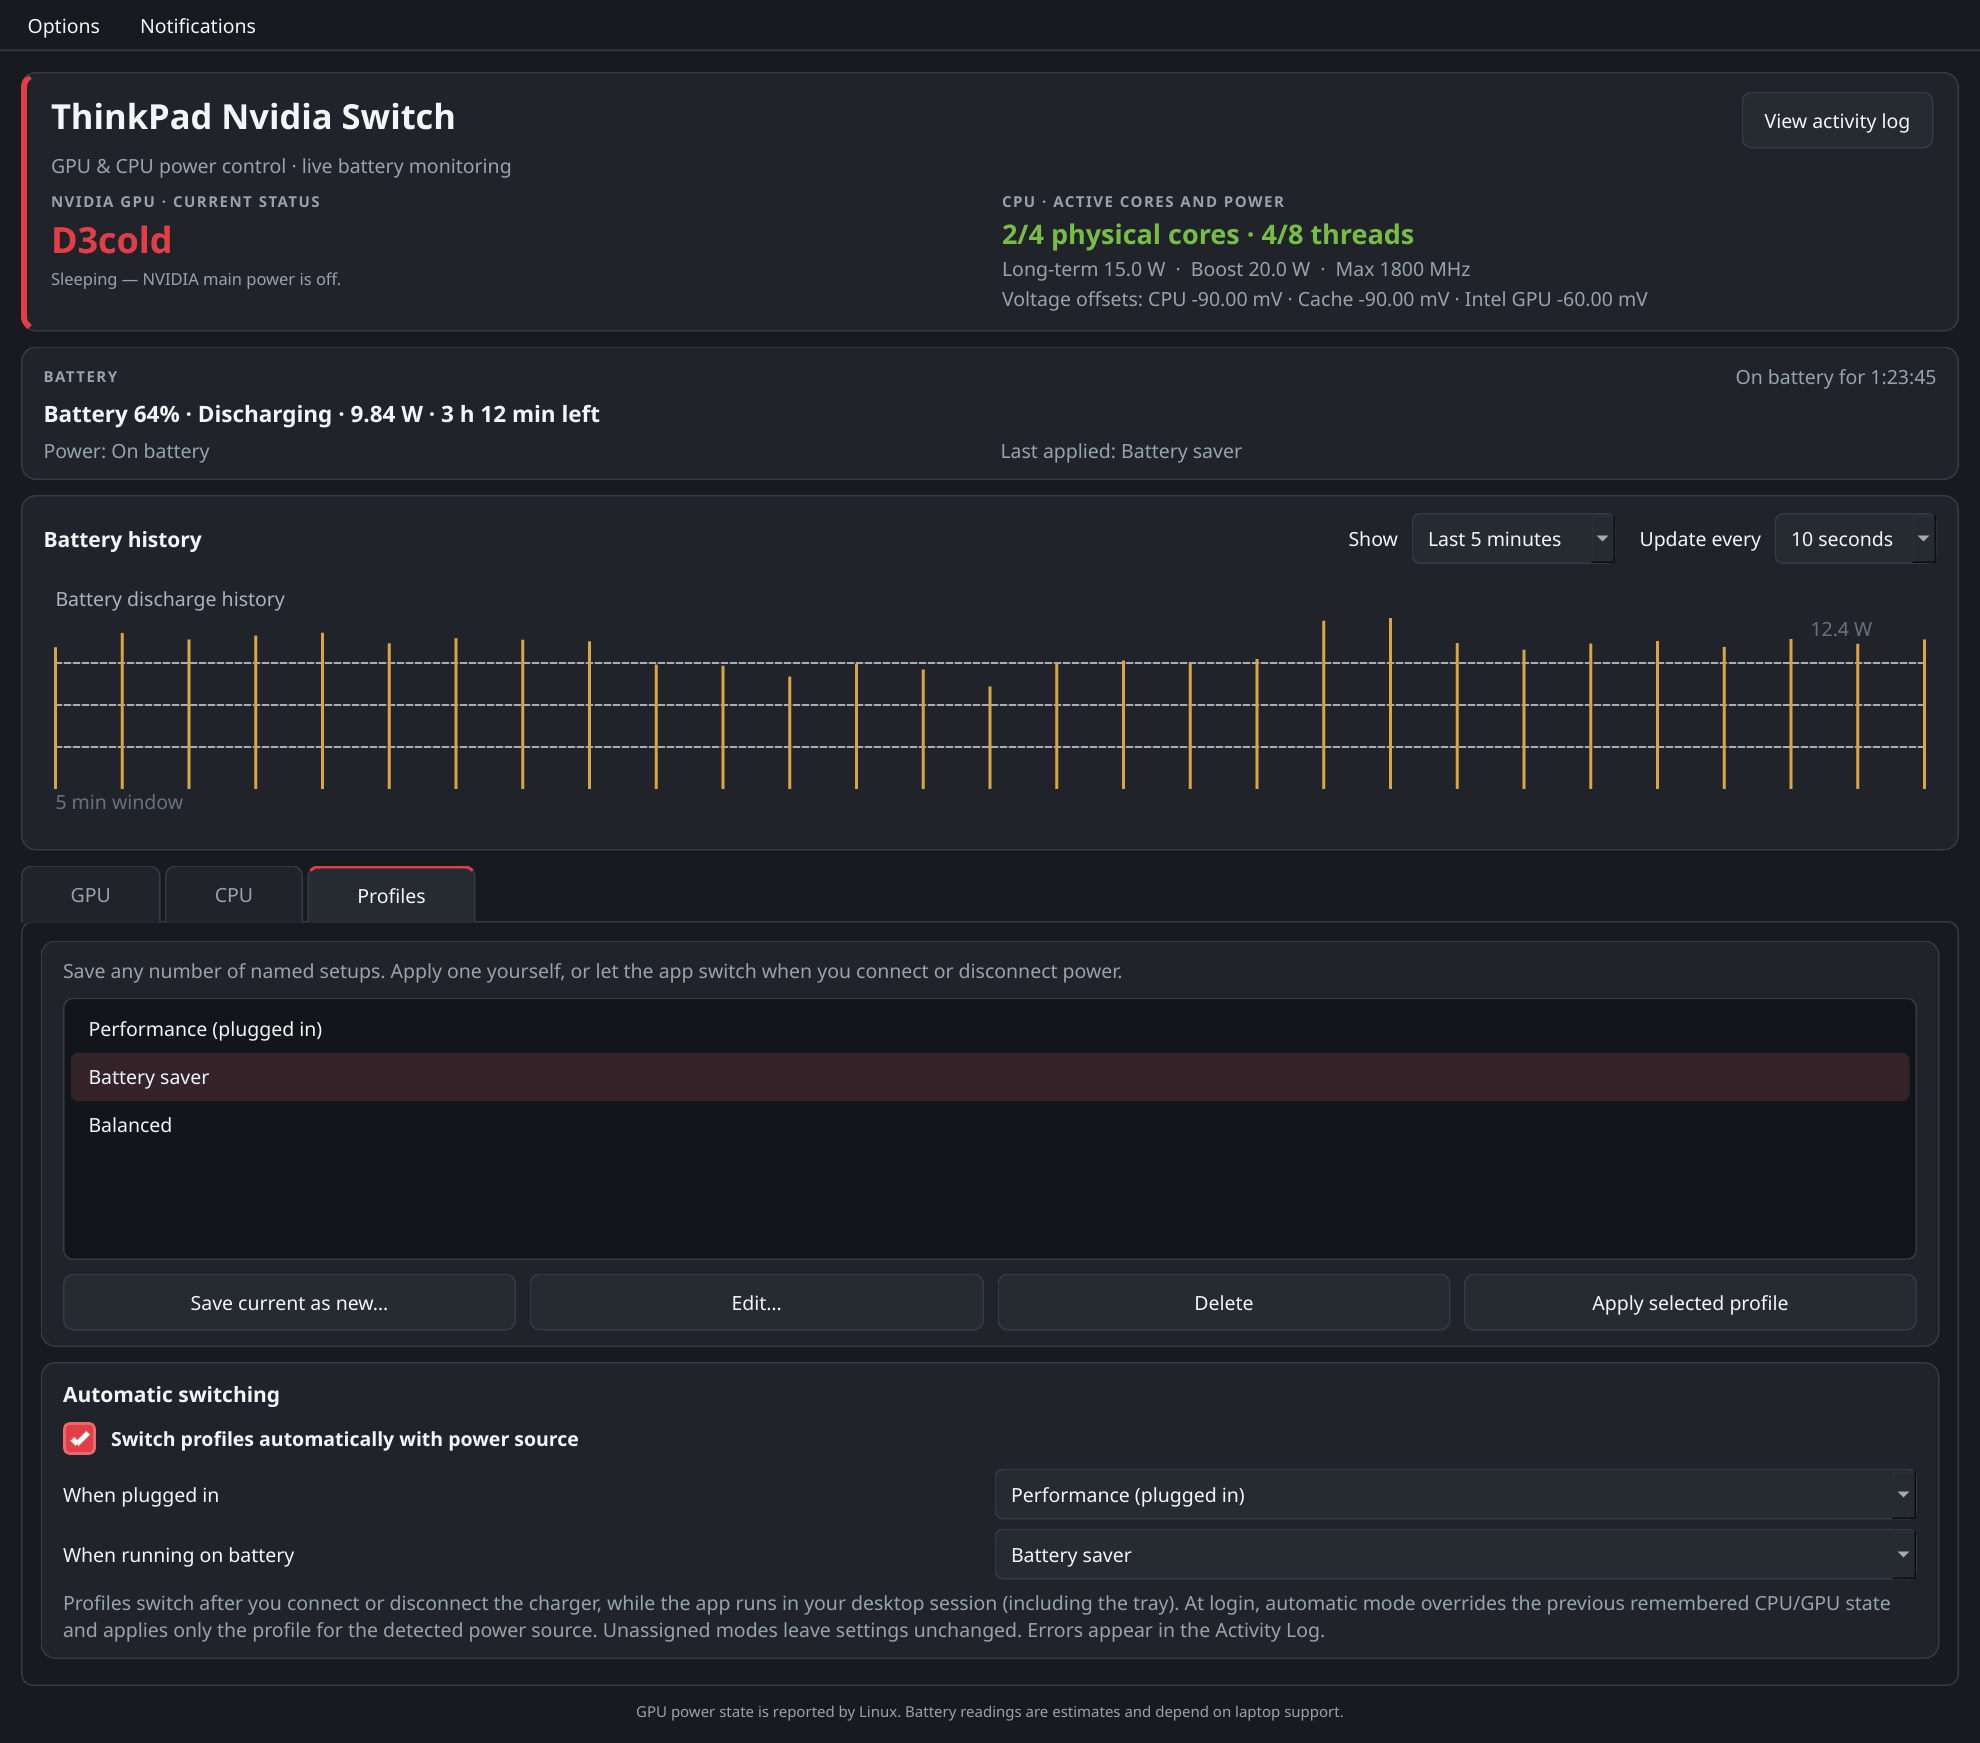 Options Notifications
ThinkPad Nvidia Switch
View activity log
GPU & CPU power control · live battery monitoring
NVIDIA GPU · CURRENT STATUS
D3cold
Sleeping — NVIDIA main power is off.
CPU · ACTIVE CORES AND POWER
2/4 physical cores · 4/8 threads
Long-term 15.0 W · Boost 20.0 W · Max 1800 MHz
Voltage offsets: CPU -90.00 mV · Cache -90.00 mV · Intel GPU -60.00 mV
BATTERY
On battery for 1:23:45
Battery 64% · Discharging · 9.84 W · 3 h 12 min left
Power: On battery
Last applied: Battery saver
Battery history
Show Last 5 minutes Update every 10 seconds
Battery discharge history
12.4 W
5 min window
GPU CPU Profiles
Save any number of named setups. Apply one yourself, or let the app switch when you connect or disconnect power.
Performance (plugged in)
Battery saver
Balanced
Save current as new... Edit... Delete Apply selected profile
Automatic switching
Switch profiles automatically with power source
When plugged in Performance (plugged in)
When running on battery Battery saver
Profiles switch after you connect or disconnect the charger, while the app runs in your desktop session (including the tray). At login, automatic mode overrides the previous remembered CPU/GPU state
and applies only the profile for the detected power source. Unassigned modes leave settings unchanged. Errors appear in the Activity Log.
GPU power state is reported by Linux. Battery readings are estimates and depend on laptop support.